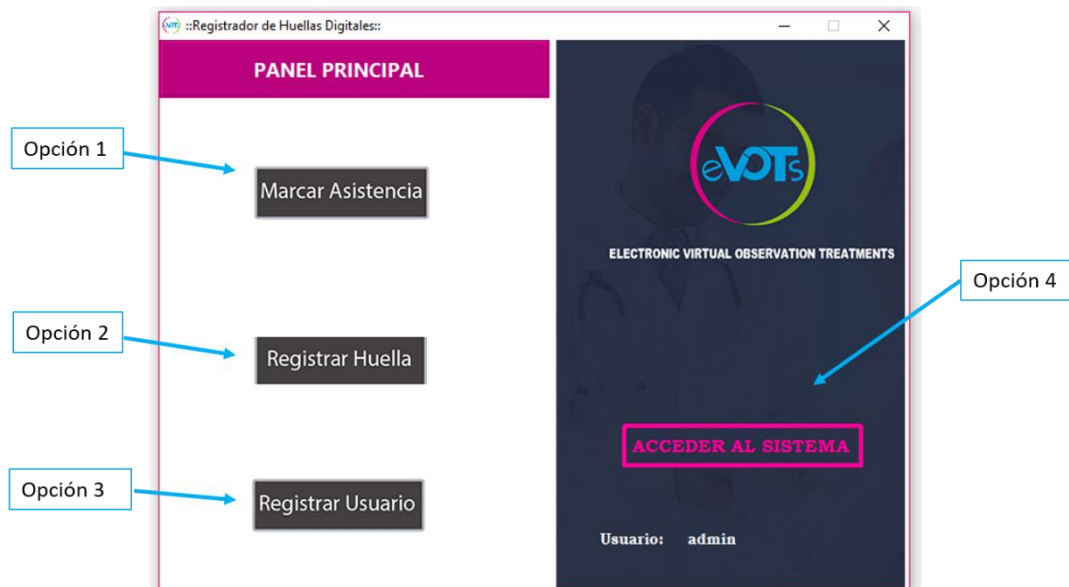 ::Registrador de Huellas Digitales::
PANEL PRINCIPAL
Opción 1
Marcar Asistencia
eVOTs
ELECTRONIC VIRTUAL OBSERVATION TREATMENTS
Opción 4
Opción 2
Registrar Huella
ACCEDER AL SISTEMA
Opción 3
Registrar Usuario
Usuario: admin